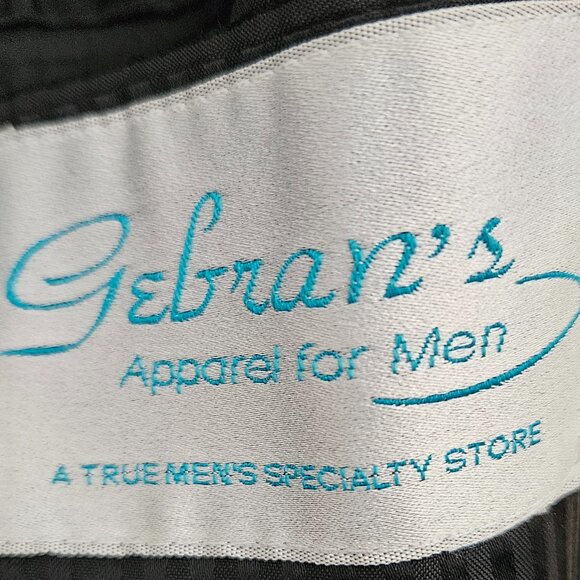 Gebran's
Apparel for Men
A TRUE MEN'S SPECIALTY STORE